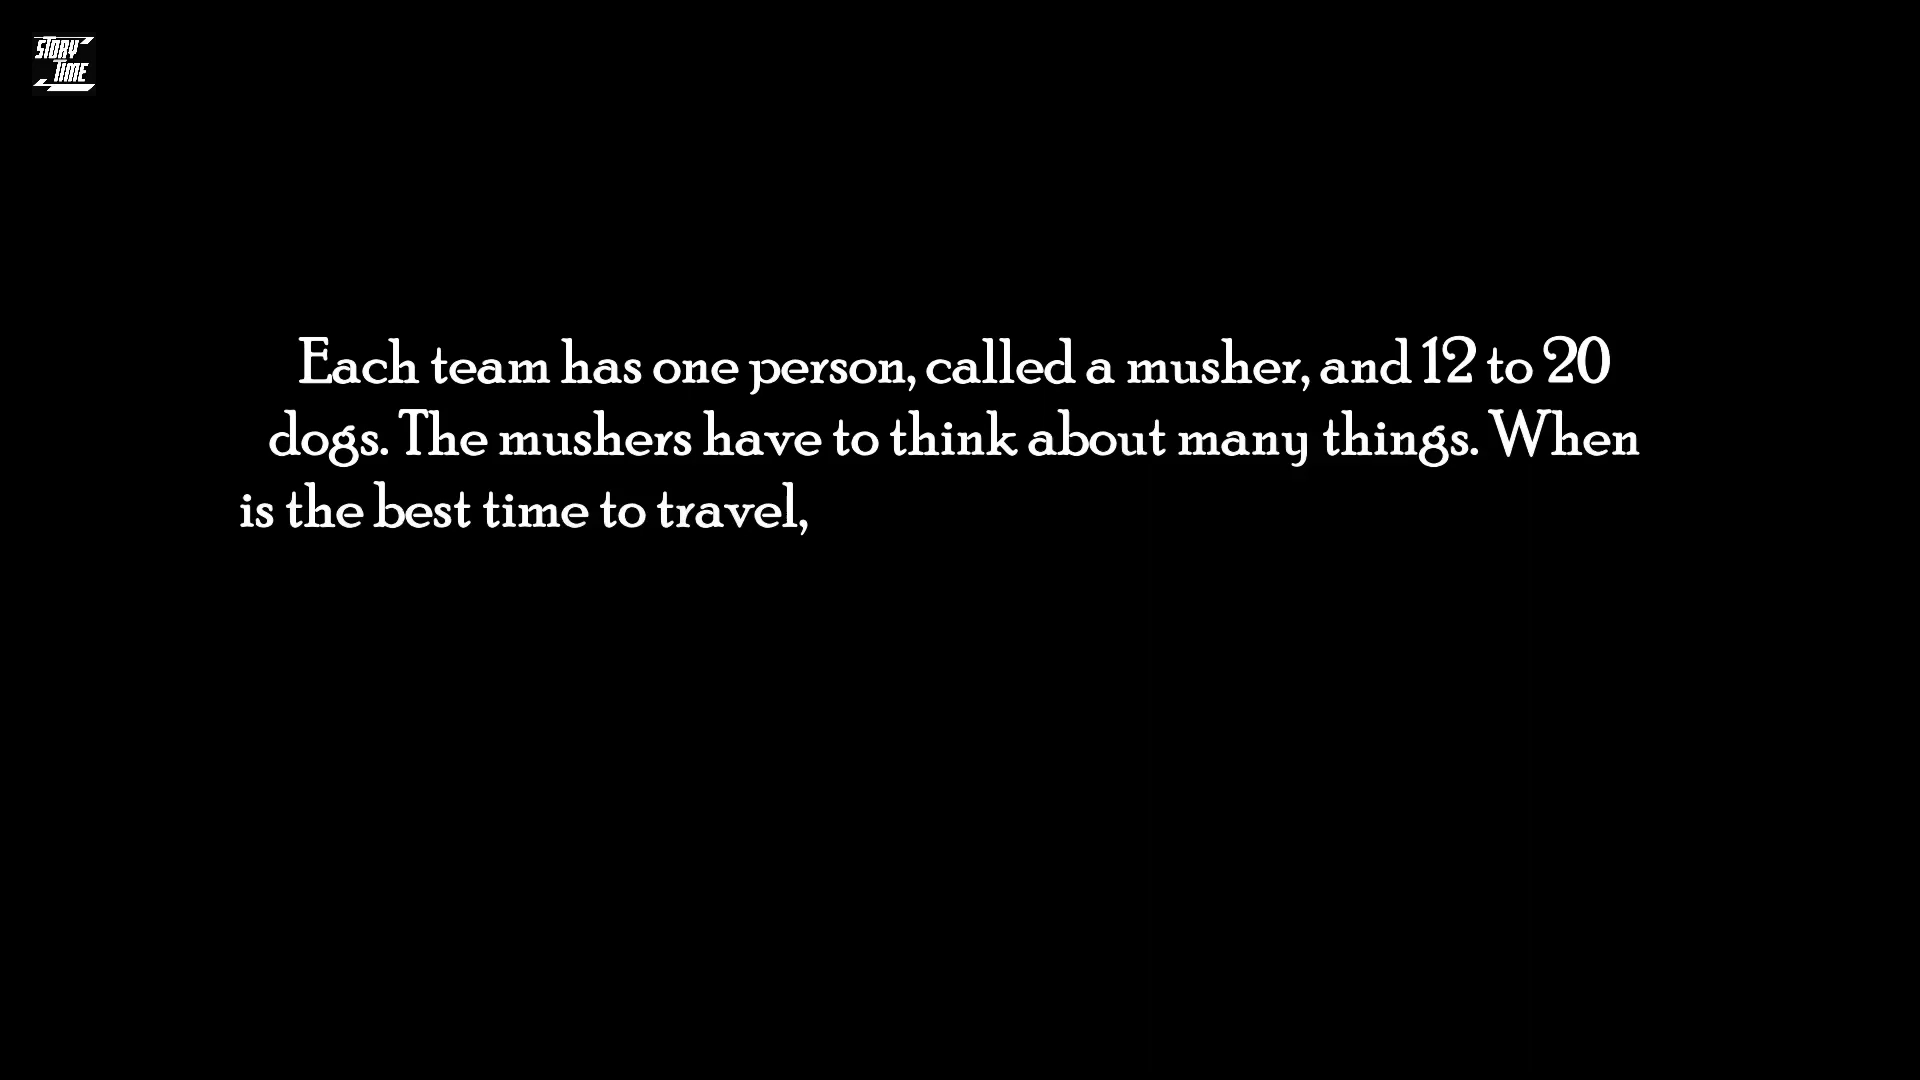 STORY
TIME
Each team has one person, called a musher, and 12 to 20
dogs. The mushers have to think about many things. When
is the best time to travel,